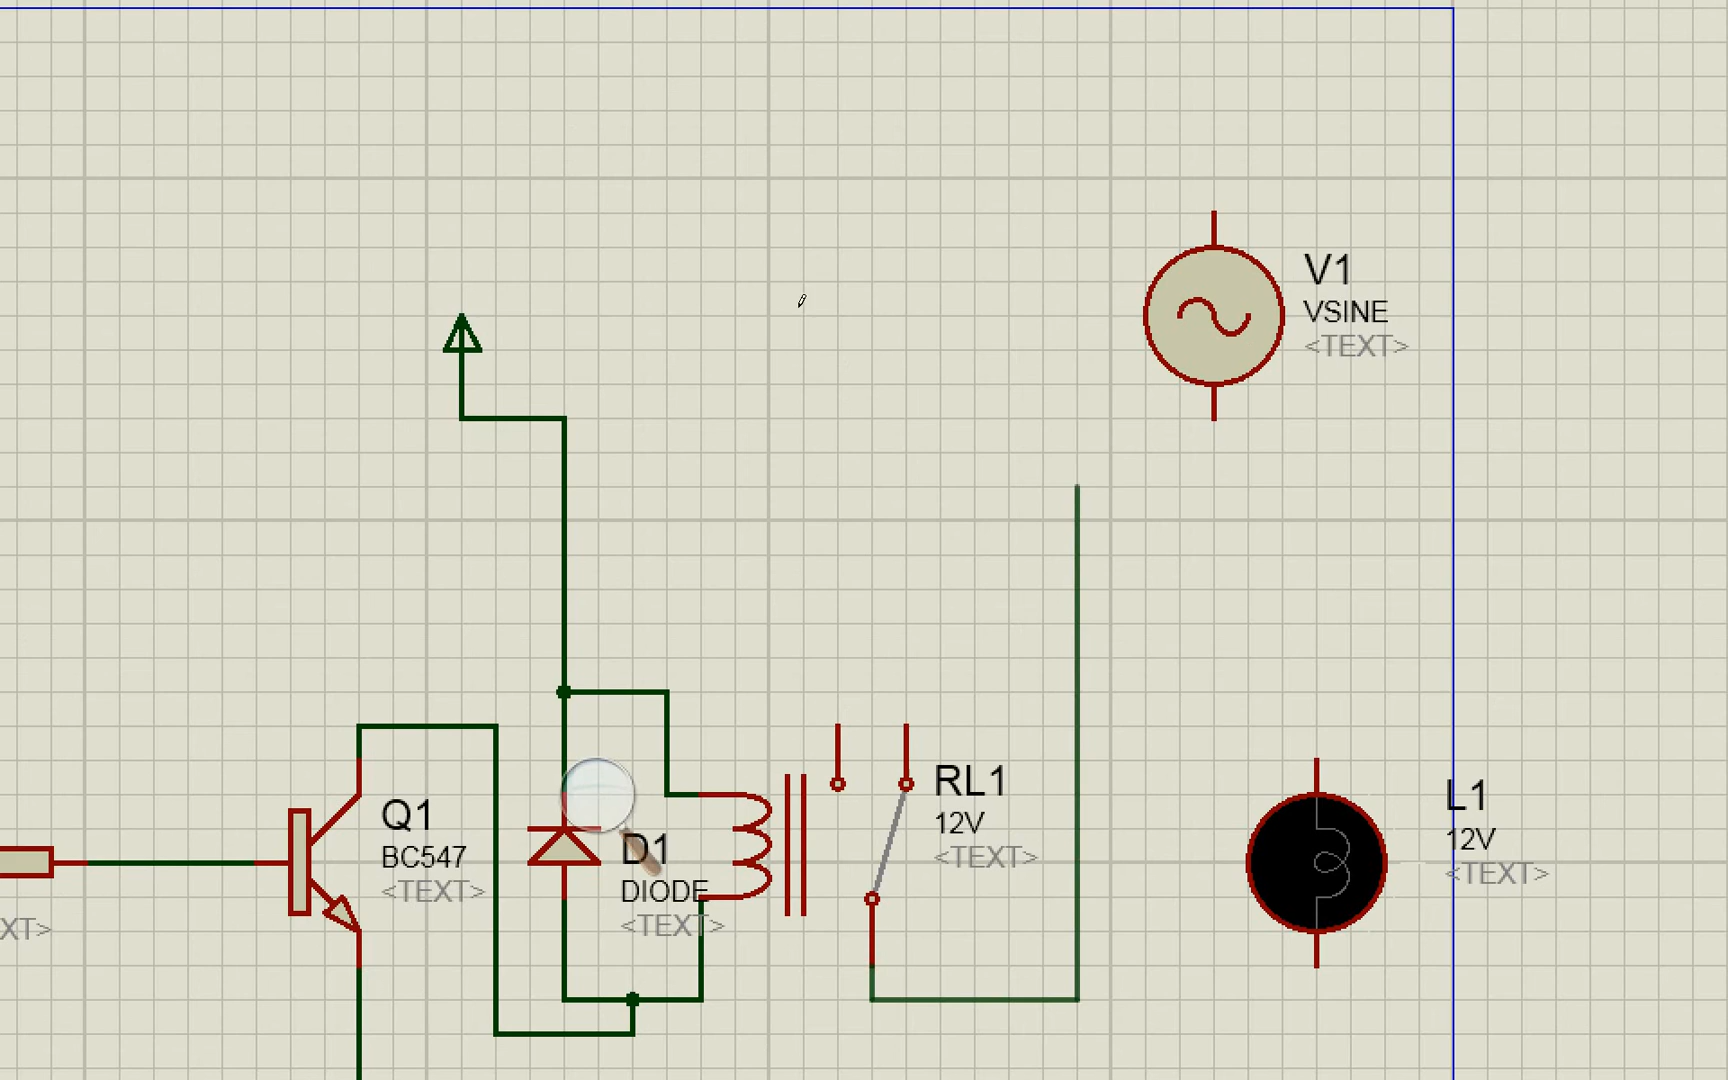 V1
VSINE
<TEXT>
Q1
BC547
<TEXT>
XT>
D1
DIODE
<TEXT>
RL1
12V
<TEXT>
L1
12V
<TEXT>